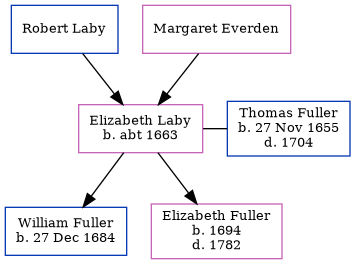 Robert Laby
Margaret Everden
Elizabeth Laby
b. abt 1663
Thomas Fuller
b. 27 Nov 1655
d. 1704
William Fuller
b. 27 Dec 1684
Elizabeth Fuller
b. 1694
d. 1782